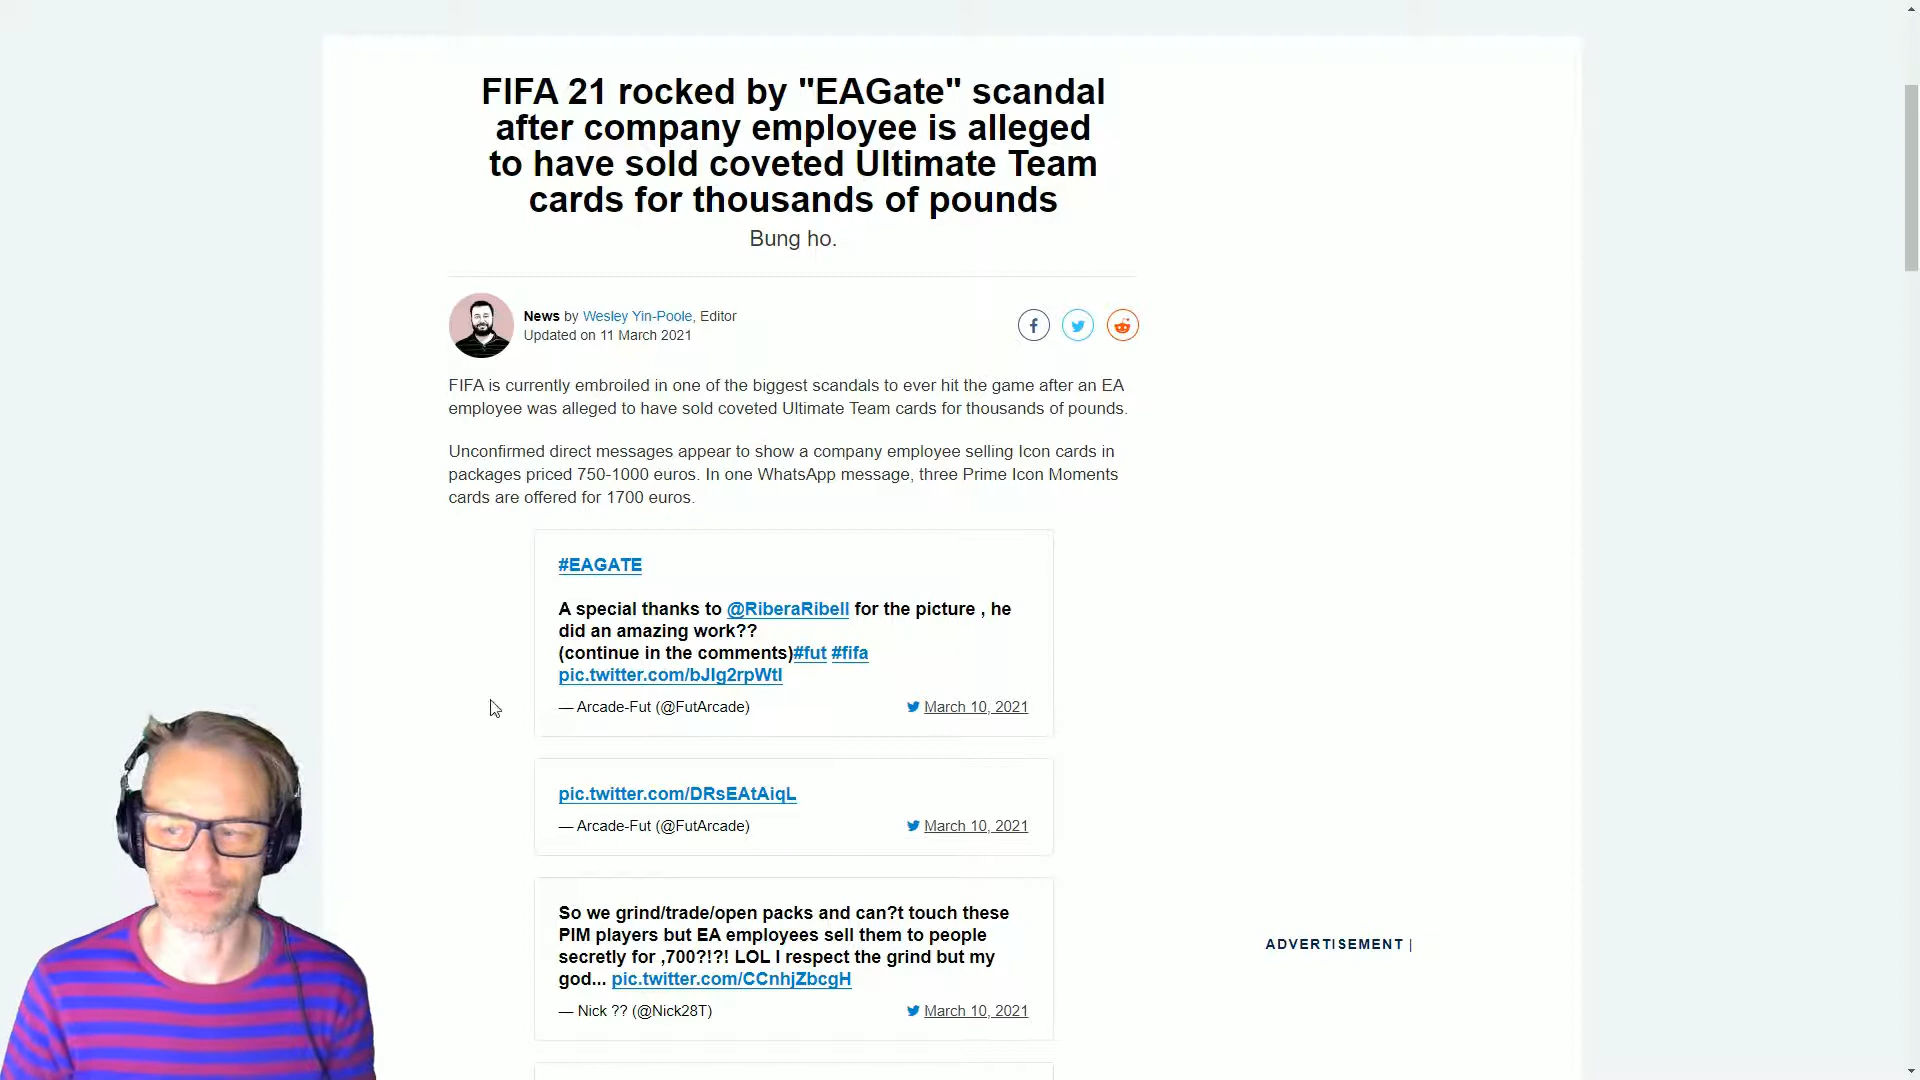 FIFA 21 rocked by "EAGate" scandal
after company employee is alleged
to have sold coveted Ultimate Team
cards for thousands of pounds
Bung ho.
News by Wesley Yin-Poole, Editor
Updated on 11 March 2021
FIFA is currently embroiled in one of the biggest scandals to ever hit the game after an EA
employee was alleged to have sold coveted Ultimate Team cards for thousands of pounds.
Unconfirmed direct messages appear to show a company employee selling Icon cards in
packages priced 750-1000 euros. In one WhatsApp message, three Prime Icon Moments
cards are offered for 1700 euros.
#EAGATE
A special thanks to @RiberaRibell for the picture , he
did an amazing work??
(continue in the comments)#fut #fifa
pic.twitter.com/bJIg2rpWtI
— Arcade-Fut (@FutArcade) March 10, 2021
pic.twitter.com/DRsEAtAiqL
— Arcade-Fut (@FutArcade) March 10, 2021
So we grind/trade/open packs and can?t touch these
PIM players but EA employees sell them to people
secretly for ,700?!?! LOL I respect the grind but my
god... pic.twitter.com/CCnhjZbcgH
— Nick ?? (@Nick28T) March 10, 2021
ADVERTISEMENT |